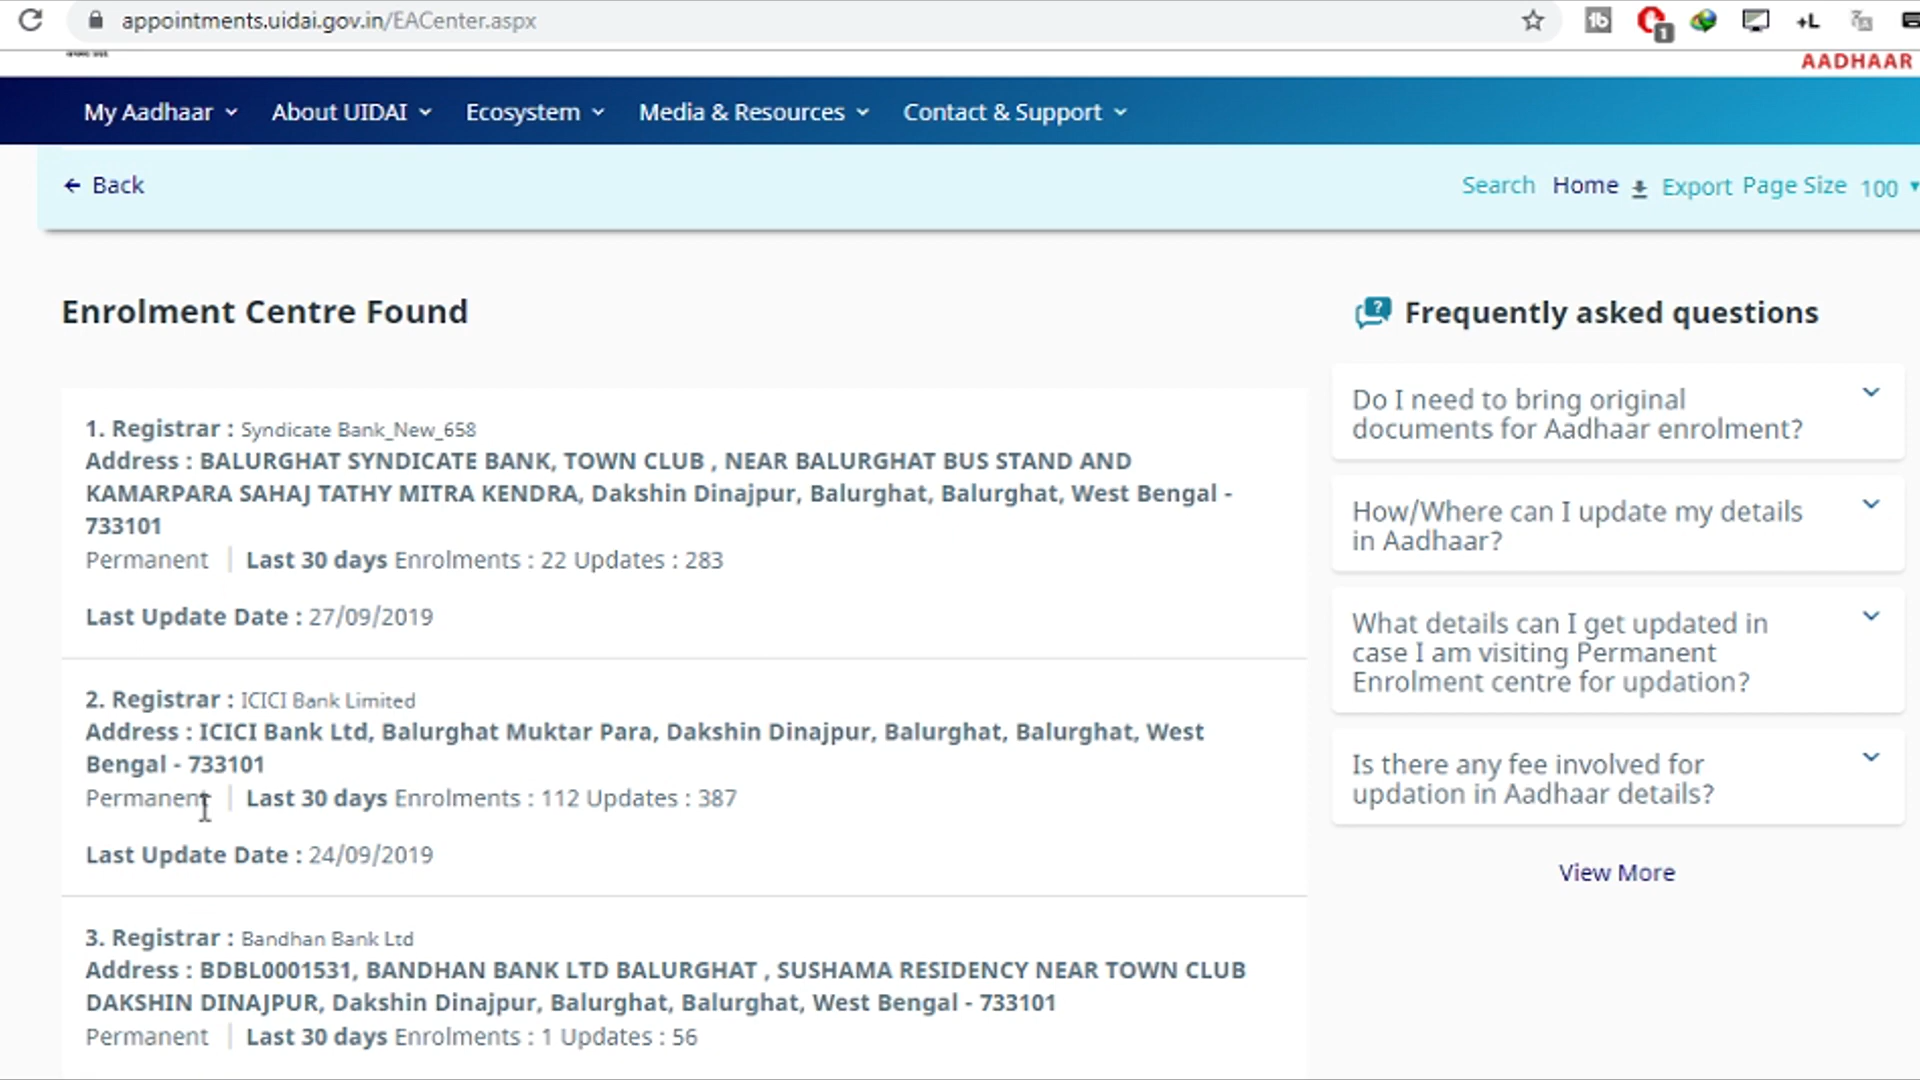 appointments.uidai.gov.in/EACenter.aspx
1
+L
AADHAAR
My Aadhaar
About UIDAI
Ecosystem
Media & Resources
Contact & Support
← Back
Search
Home
Export
Page Size
100
Enrolment Centre Found
1. Registrar : Syndicate Bank_New_658
Address : BALURGHAT SYNDICATE BANK, TOWN CLUB , NEAR BALURGHAT BUS STAND AND
KAMARPARA SAHAJ TATHY MITRA KENDRA, Dakshin Dinajpur, Balurghat, Balurghat, West Bengal -
733101
Permanent | Last 30 days Enrolments : 22 Updates : 283
Last Update Date : 27/09/2019
2. Registrar : ICICI Bank Limited
Address : ICICI Bank Ltd, Balurghat Muktar Para, Dakshin Dinajpur, Balurghat, Balurghat, West
Bengal - 733101
Permanent | Last 30 days Enrolments : 112 Updates : 387
Last Update Date : 24/09/2019
3. Registrar : Bandhan Bank Ltd
Address : BDBL0001531, BANDHAN BANK LTD BALURGHAT , SUSHAMA RESIDENCY NEAR TOWN CLUB
DAKSHIN DINAJPUR, Dakshin Dinajpur, Balurghat, Balurghat, West Bengal - 733101
Permanent | Last 30 days Enrolments : 1 Updates : 56
Frequently asked questions
Do I need to bring original
documents for Aadhaar enrolment?
How/Where can I update my details
in Aadhaar?
What details can I get updated in
case I am visiting Permanent
Enrolment centre for updation?
Is there any fee involved for
updation in Aadhaar details?
View More